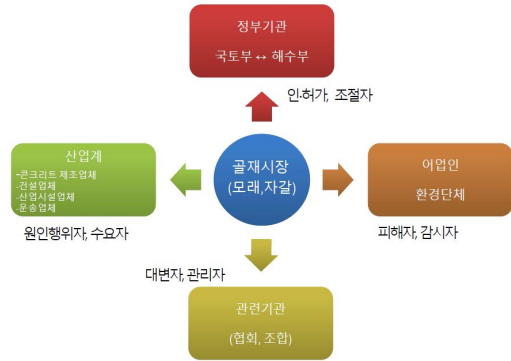 정부기관
국토부 ↔ 해수부
인·허가, 조절자
산업계
-콘크리트 제조업체
-건설업체
-산업시설업체
-운송업체
원인행위자, 수요자
골재시장
(모래,자갈)
어업인
환경단체
피해자, 감시자
대변자, 관리자
관련기관
(협회, 조합)